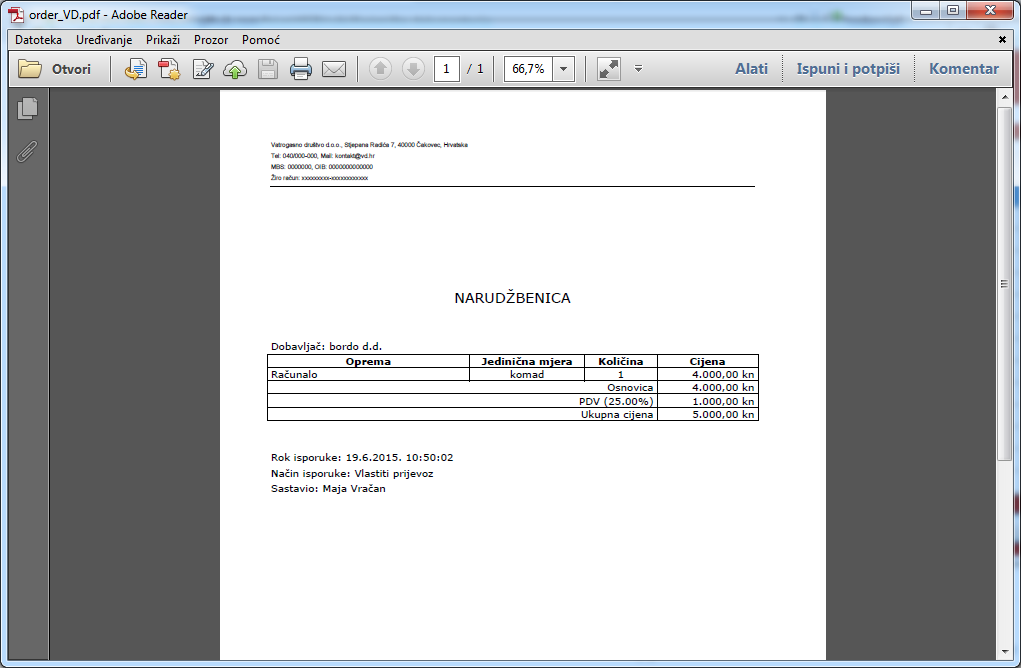 order_VD.pdf - Adobe Reader
Datoteka Uređivanje Prikaži Prozor Pomoć
Otvori 1 / 1 66,7% Alati Ispuni i potpiši Komentar
Vatrogasno društvo d.o.o., Stjepana Radića 7, 40000 Čakovec, Hrvatska
Tel: 040/000-000, Mail: kontakt@vd.hr
MBS: 0000000, OIB: 0000000000000
Žiro račun: xxxxxxxxx-xxxxxxxxxxxx
NARUDŽBENICA
Dobavljač: bordo d.d.
Oprema Jedinična mjera Količina Cijena
Računalo komad 1 4.000,00 kn
Osnovica 4.000,00 kn
PDV (25.00%) 1.000,00 kn
Ukupna cijena 5.000,00 kn
Rok isporuke: 19.6.2015. 10:50:02
Način isporuke: Vlastiti prijevoz
Sastavio: Maja Vračan